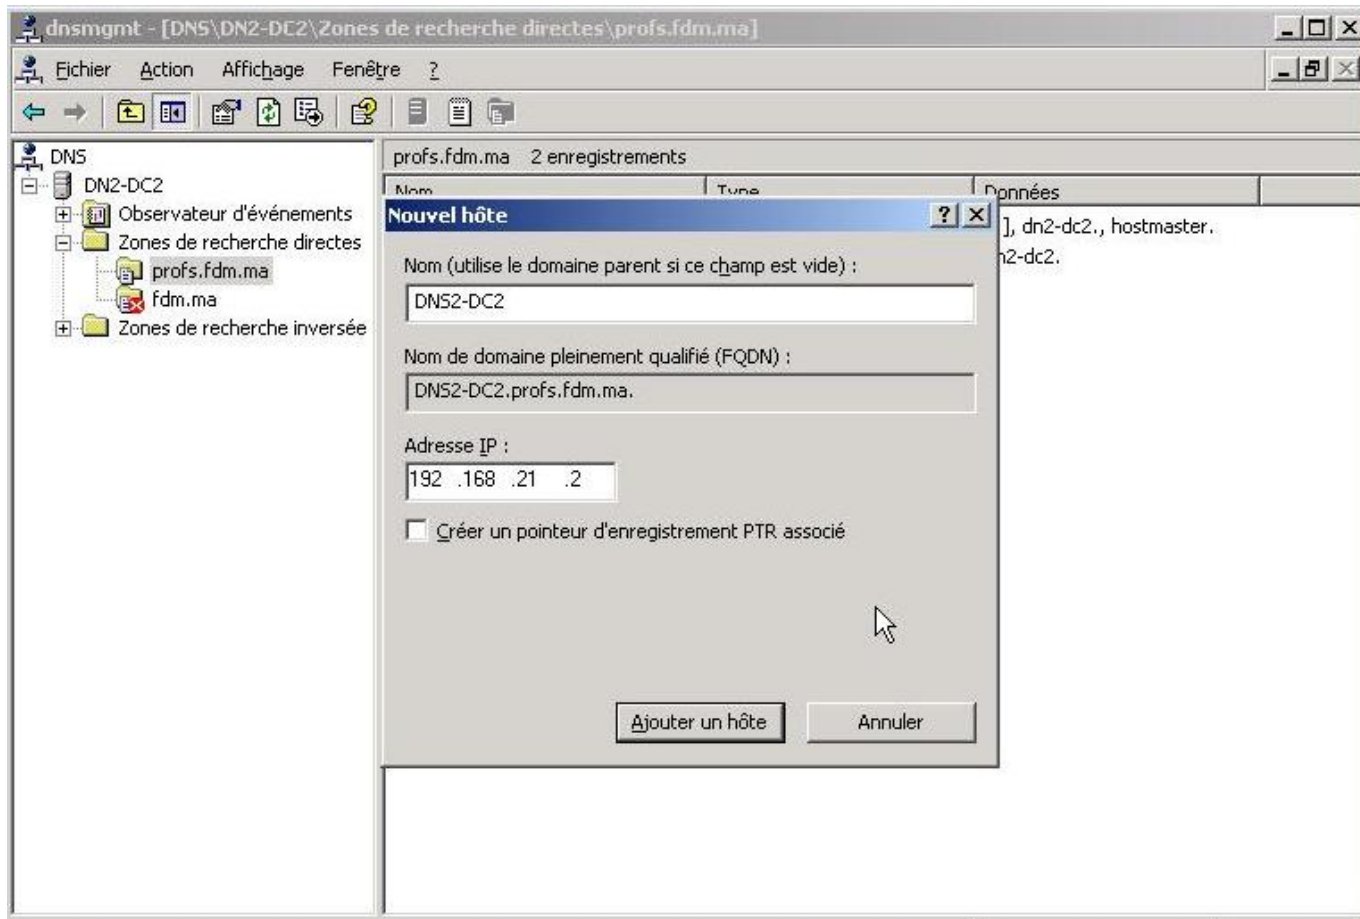 dnsmgmt - [DNS\DN2-DC2\Zones de recherche directes\profs.fdm.ma]
Fichier Action Affichage Fenêtre ?
DNS
DN2-DC2
Observateur d'événements
Zones de recherche directes
profs.fdm.ma
fdm.ma
Zones de recherche inversée
profs.fdm.ma 2 enregistrements
Nom Type Données
], dn2-dc2., hostmaster.
n2-dc2.
Nouvel hôte
Nom (utilise le domaine parent si ce champ est vide) :
DNS2-DC2
Nom de domaine pleinement qualifié (FQDN) :
DNS2-DC2.profs.fdm.ma.
Adresse IP :
192 .168 .21 .2
Créer un pointeur d'enregistrement PTR associé
Ajouter un hôte Annuler